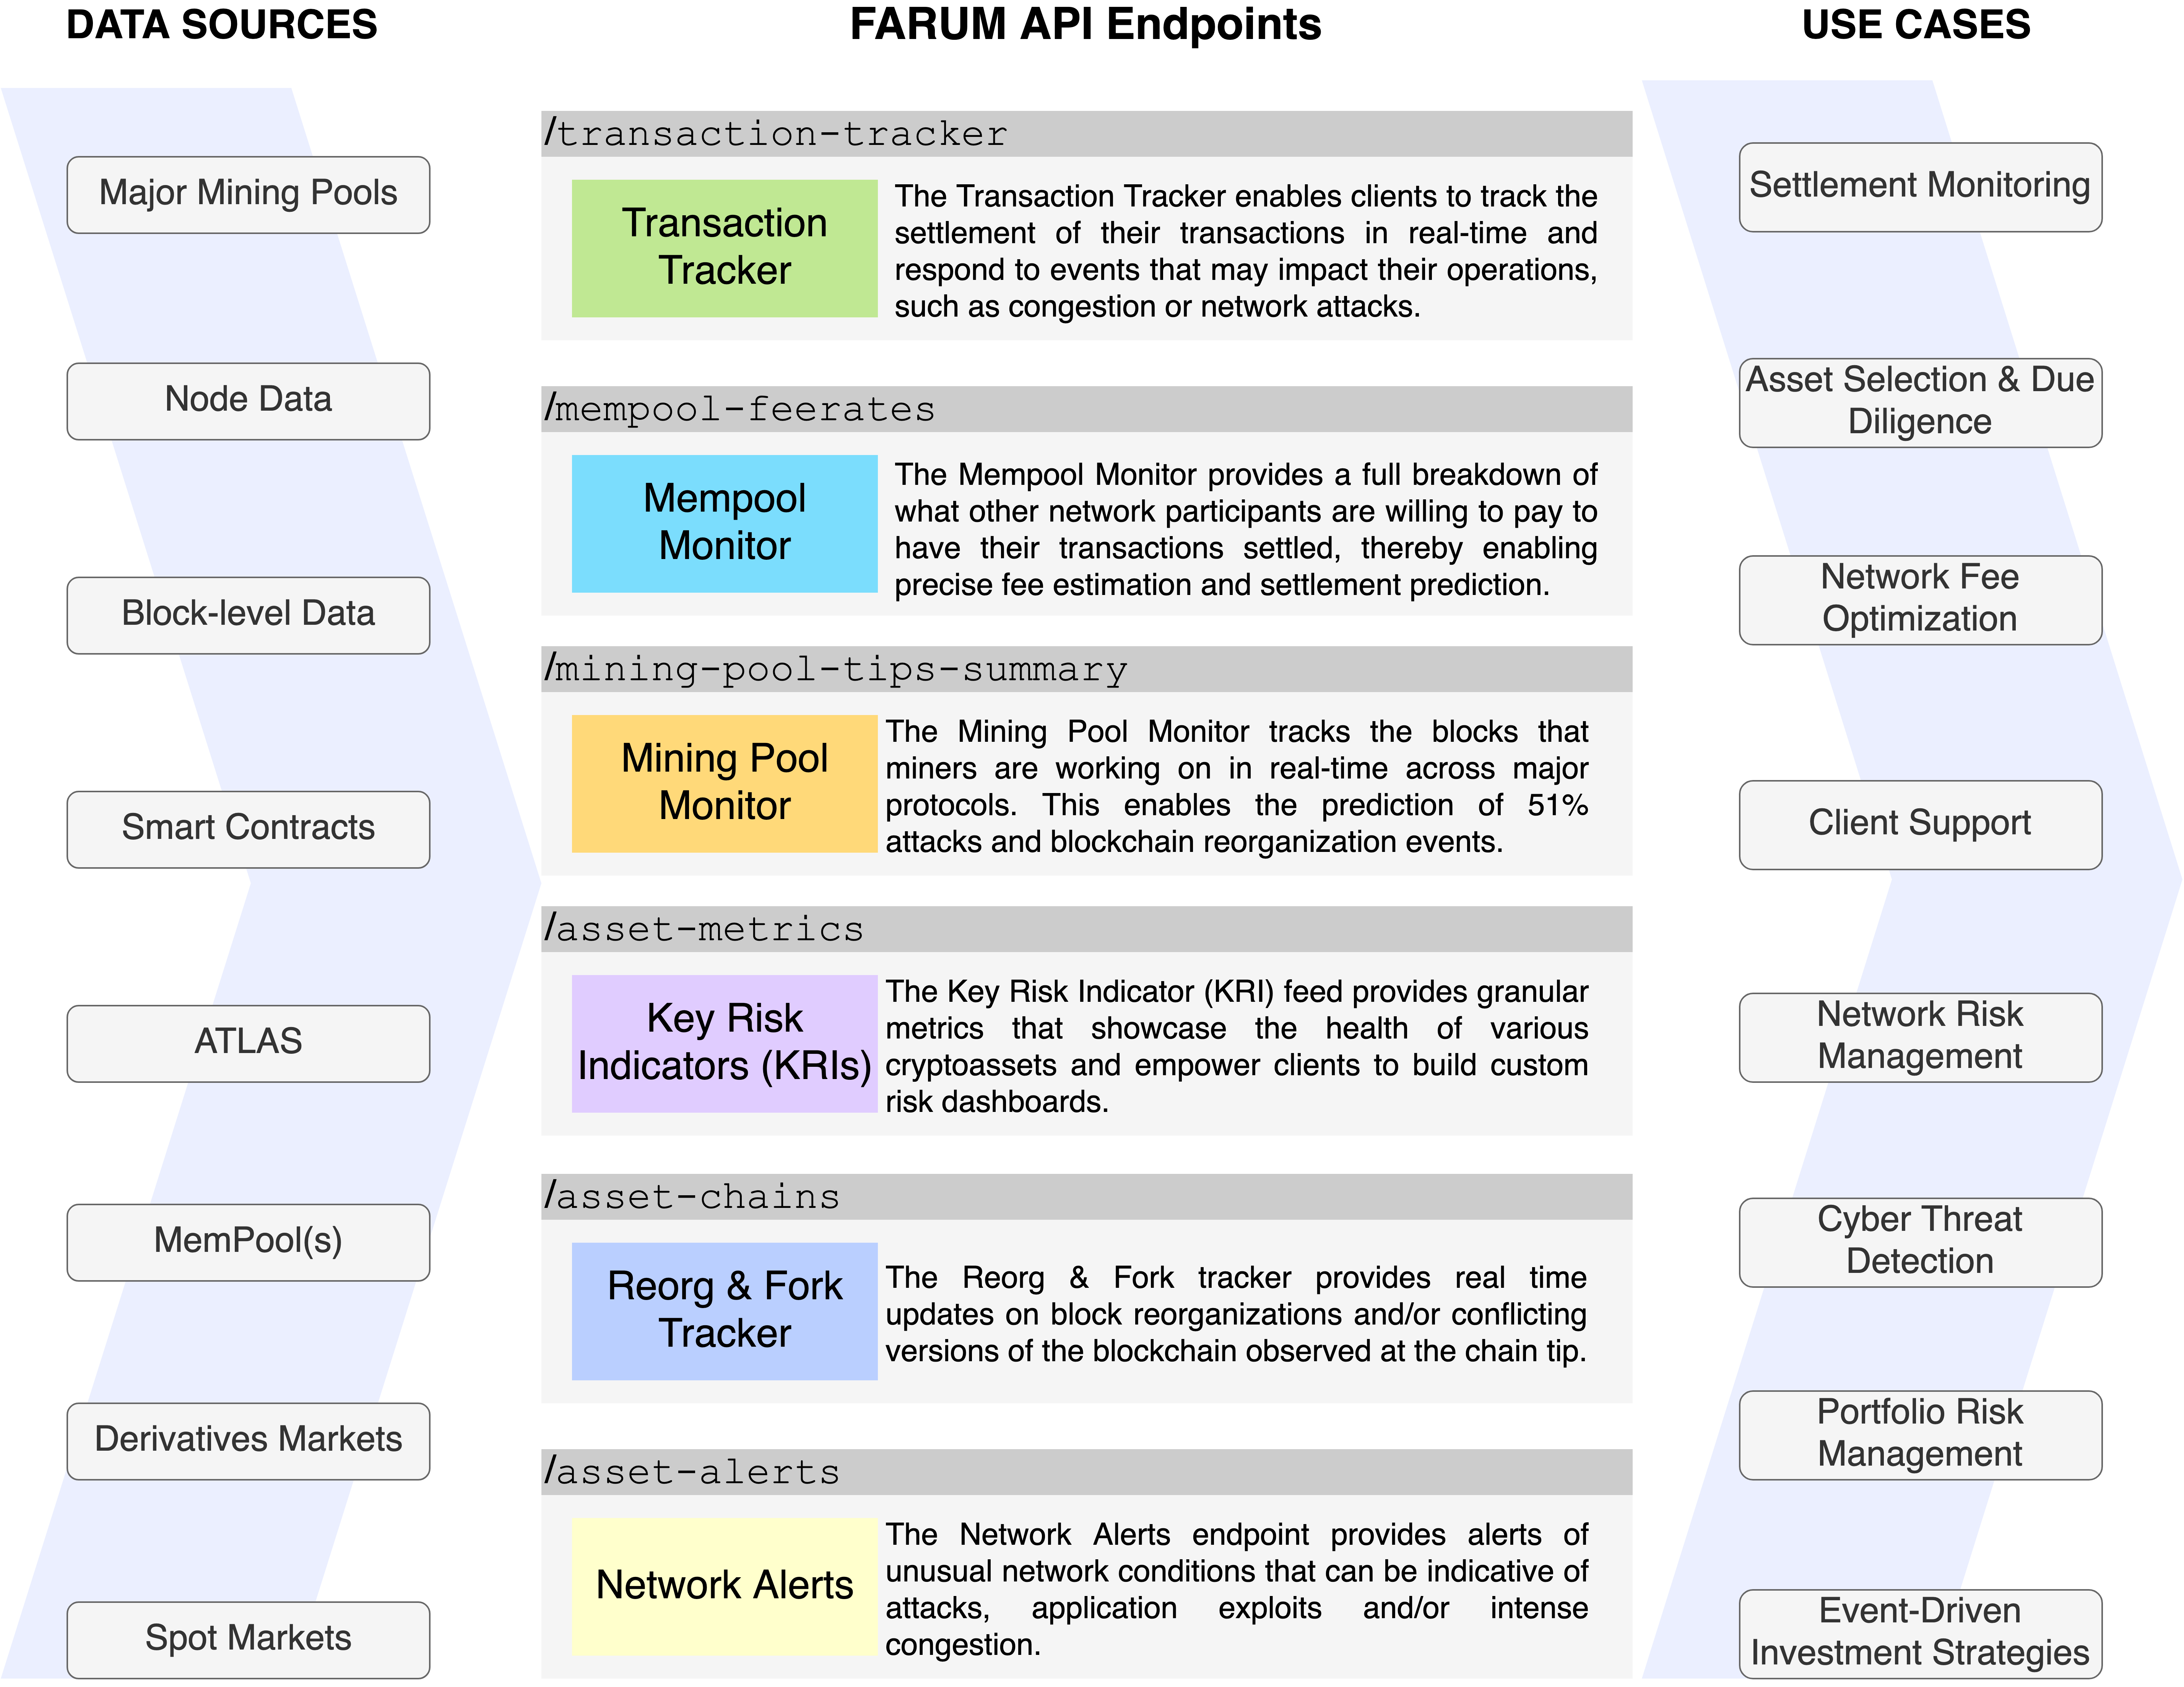 DATA SOURCES
Major Mining Pools
Node Data
Block-level Data
Smart Contracts
ATLAS
MemPool(s)
Derivatives Markets
Spot Markets
FARUM API Endpoints
/transaction-tracker
Transaction
Tracker
The Transaction Tracker enables clients to track the
settlement of their transactions in real-time and
respond to events that may impact their operations,
such as congestion or network attacks.
/mempool-feerates
Mempool
Monitor
The Mempool Monitor provides a full breakdown of
what other network participants are willing to pay to
have their transactions settled, thereby enabling
precise fee estimation and settlement prediction.
/mining-pool-tips-summary
Mining Pool
Monitor
The Mining Pool Monitor tracks the blocks that
miners are working on in real-time across major
protocols. This enables the prediction of 51%
attacks and blockchain reorganization events.
/asset-metrics
Key Risk
Indicators (KRIs)
The Key Risk Indicator (KRI) feed provides granular
metrics that showcase the health of various
cryptoassets and empower clients to build custom
risk dashboards.
/asset-chains
Reorg & Fork
Tracker
The Reorg & Fork tracker provides real time
updates on block reorganizations and/or conflicting
versions of the blockchain observed at the chain tip.
/asset-alerts
Network Alerts
The Network Alerts endpoint provides alerts of
unusual network conditions that can be indicative of
attacks, application exploits and/or intense
congestion.
USE CASES
Settlement Monitoring
Asset Selection & Due
Diligence
Network Fee
Optimization
Client Support
Network Risk
Management
Cyber Threat
Detection
Portfolio Risk
Management
Event-Driven
Investment Strategies